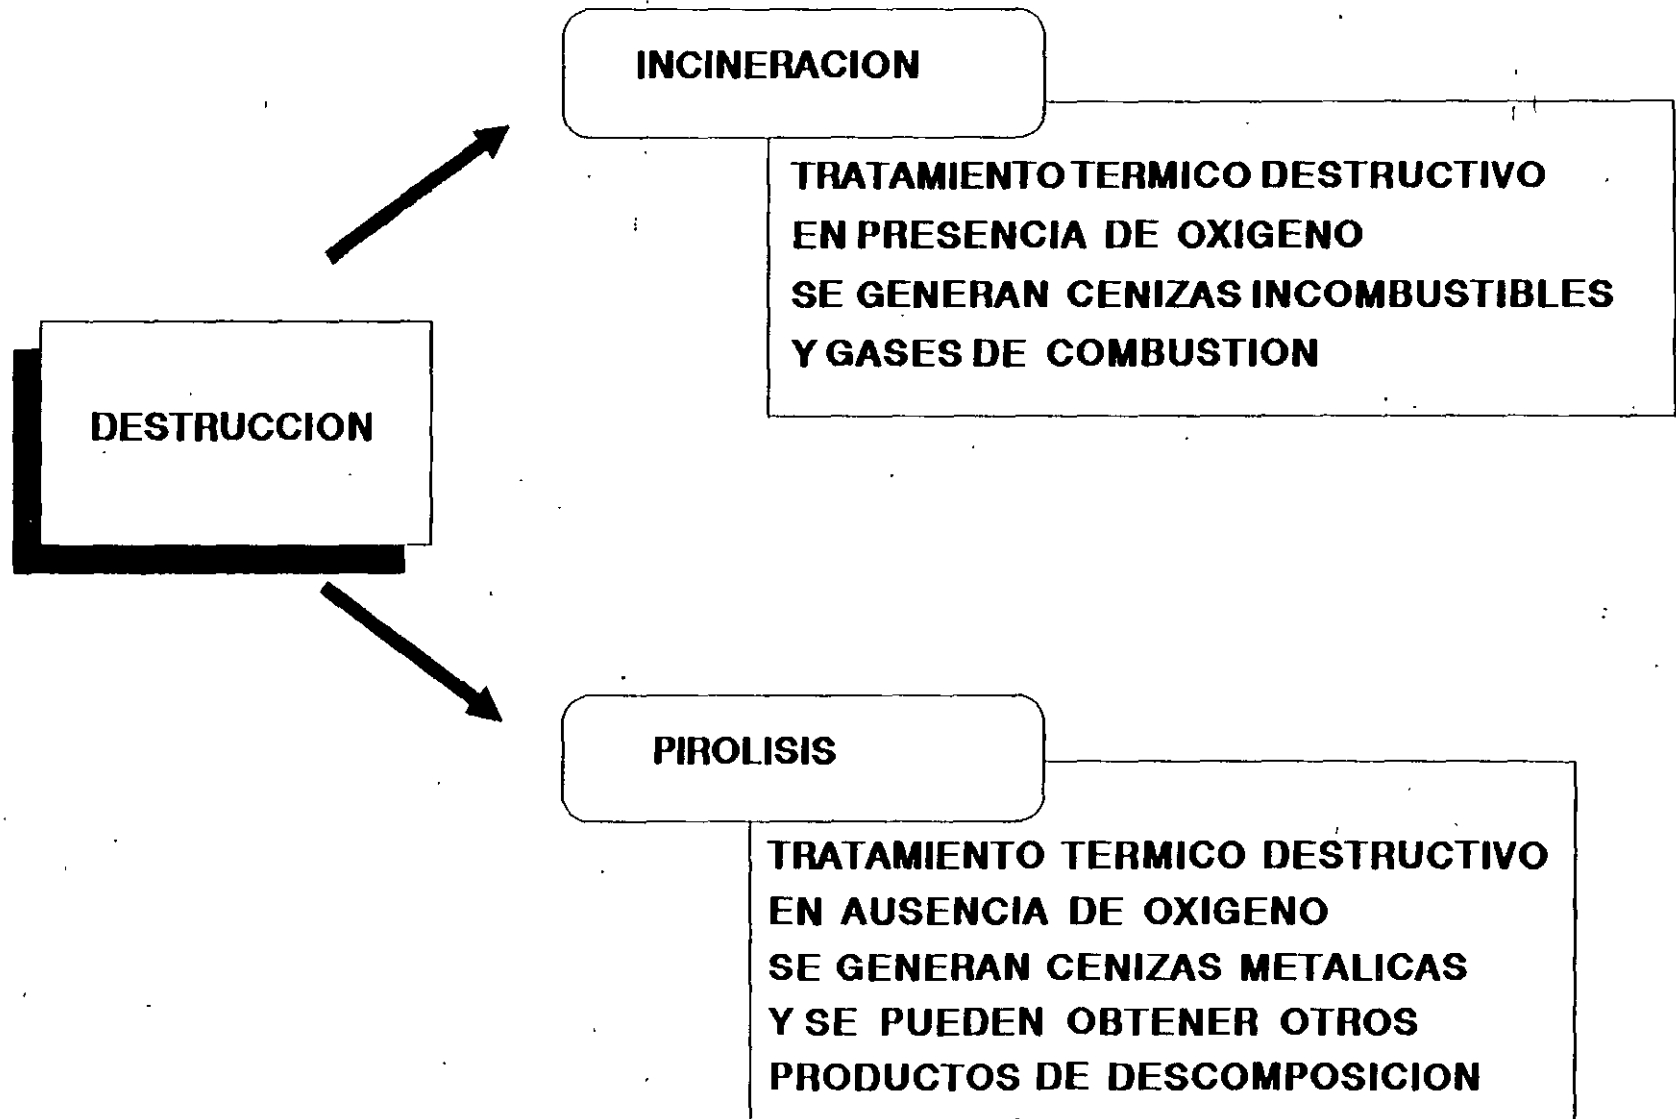 INCINERACION
TRATAMIENTO TERMICO DESTRUCTIVO
EN PRESENCIA DE OXIGENO
SE GENERAN CENIZAS INCOMBUSTIBLES
Y GASES DE COMBUSTION
DESTRUCCION
PIROLISIS
TRATAMIENTO TERMICO DESTRUCTIVO
EN AUSENCIA DE OXIGENO
SE GENERAN CENIZAS METALICAS
Y SE PUEDEN OBTENER OTROS
PRODUCTOS DE DESCOMPOSICION